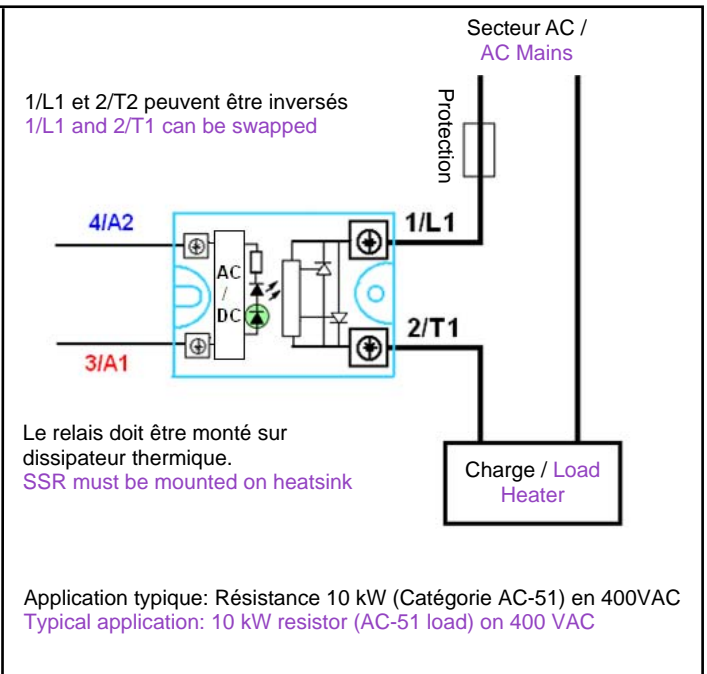 Secteur AC /
AC Mains
1/L1 et 2/T2 peuvent être inversés
1/L1 and 2/T1 can be swapped
Protection
4/A2
1/L1
AC
/
DC
2/T1
3/A1
Le relais doit être monté sur
dissipateur thermique.
SSR must be mounted on heatsink
Charge / Load
Heater
Application typique: Résistance 10 kW (Catégorie AC-51) en 400VAC
Typical application: 10 kW resistor (AC-51 load) on 400 VAC